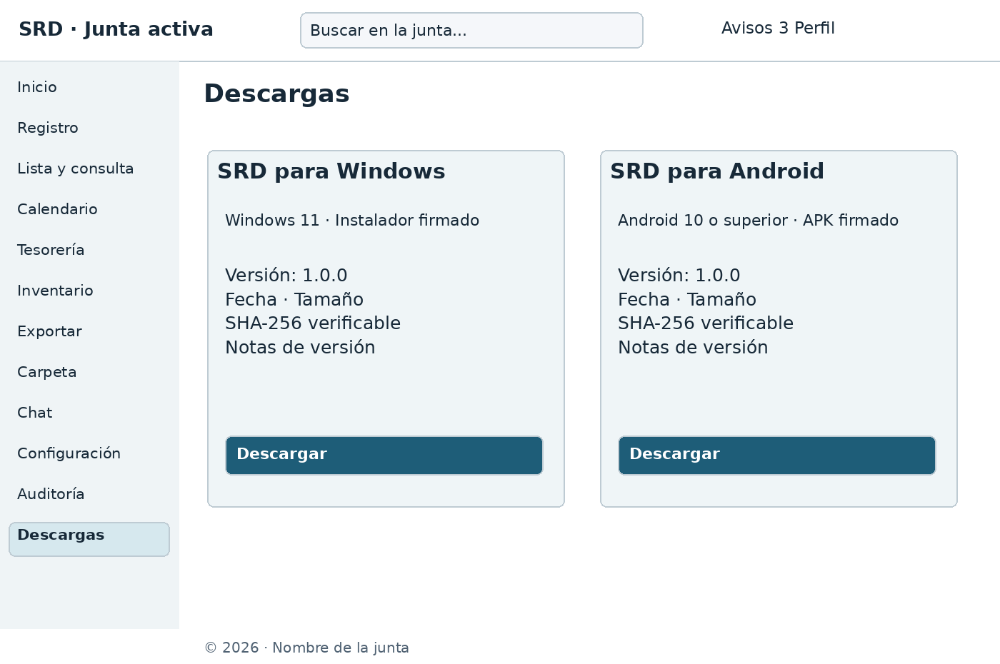 SRD · Junta activa
Buscar en la junta...
Avisos 3 Perfil
Inicio
Registro
Lista y consulta
Calendario
Tesorería
Inventario
Exportar
Carpeta
Chat
Configuración
Auditoría
Descargas
Descargas
SRD para Windows
Windows 11 · Instalador firmado
Versión: 1.0.0
Fecha · Tamaño
SHA-256 verificable
Notas de versión
Descargar
SRD para Android
Android 10 o superior · APK firmado
Versión: 1.0.0
Fecha · Tamaño
SHA-256 verificable
Notas de versión
Descargar
© 2026 · Nombre de la junta